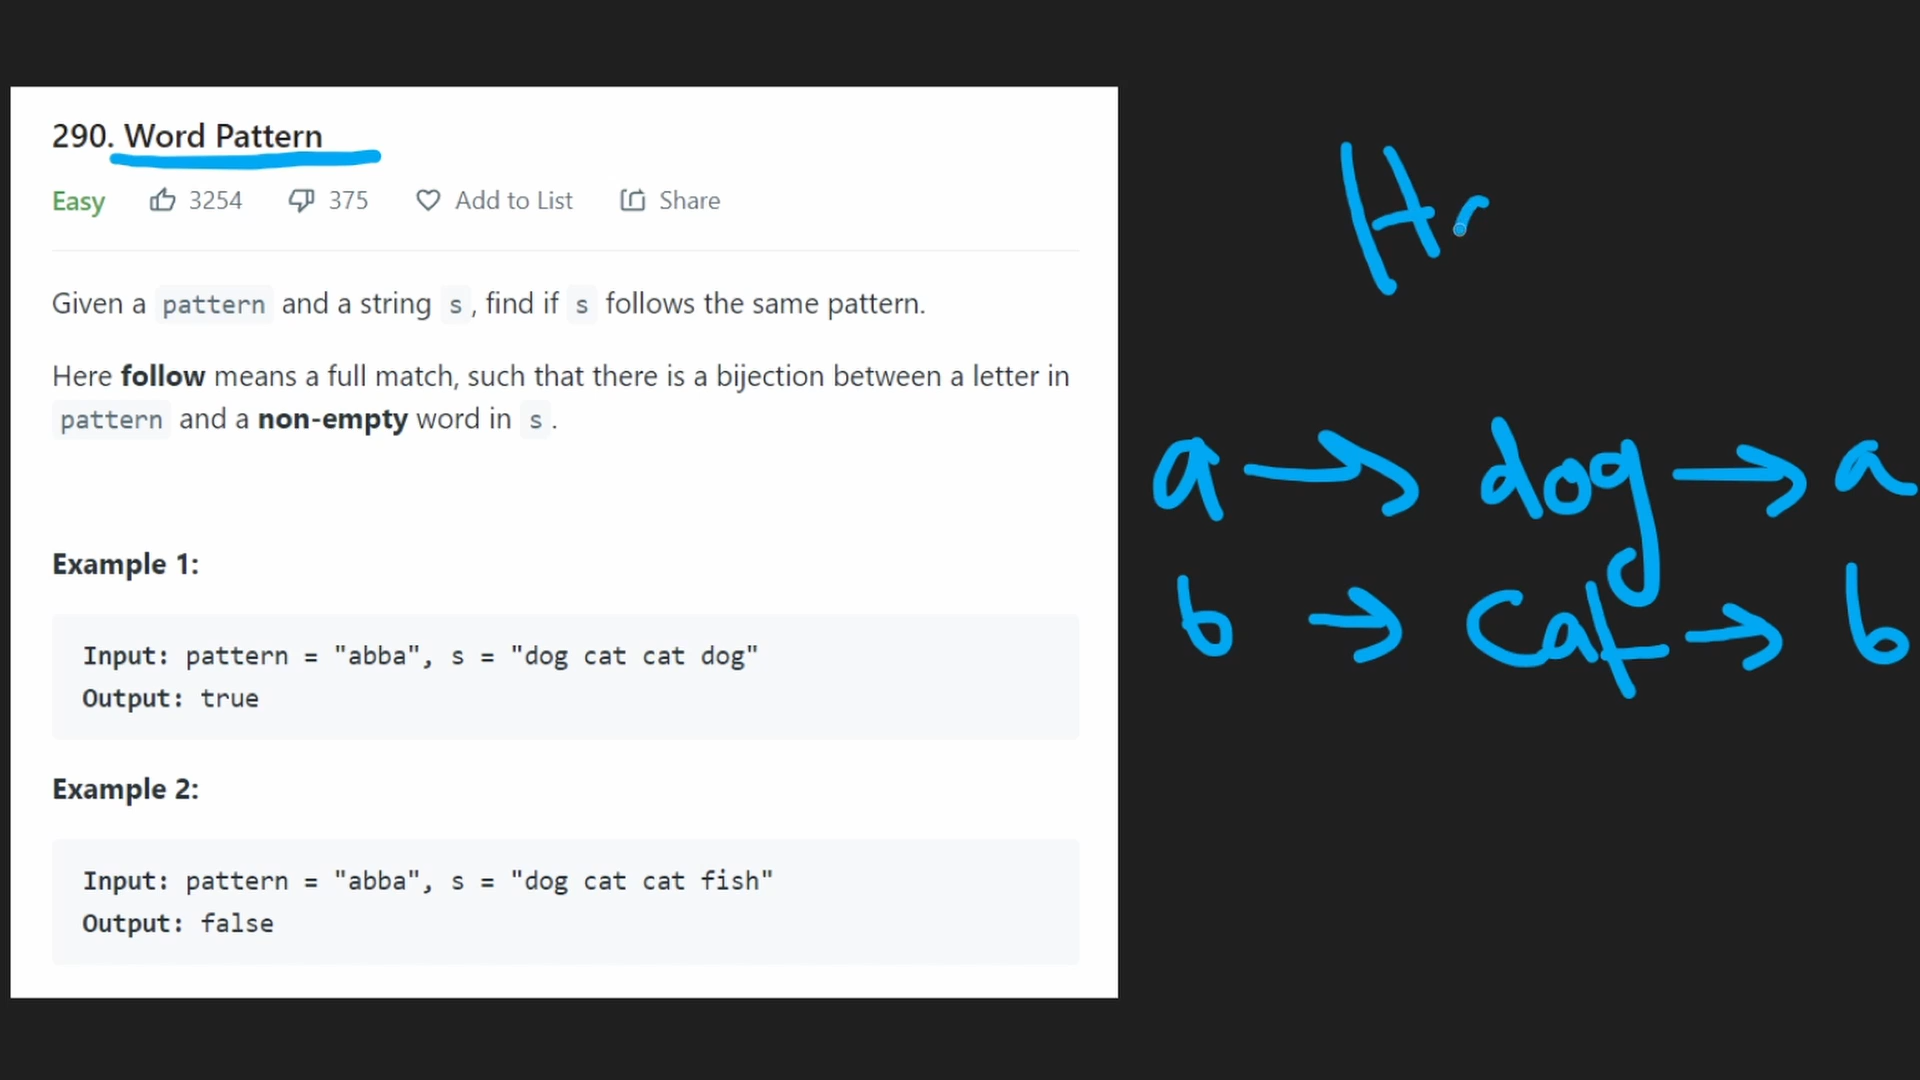 290. Word Pattern
Easy 3254 375 Add to List Share
Given a pattern and a string s, find if s follows the same pattern.
Here follow means a full match, such that there is a bijection between a letter in
pattern and a non-empty word in s.
Example 1:
Input: pattern = "abba", s = "dog cat cat dog"
Output: true
Example 2:
Input: pattern = "abba", s = "dog cat cat fish"
Output: false
a → dog → a
b → cat → b